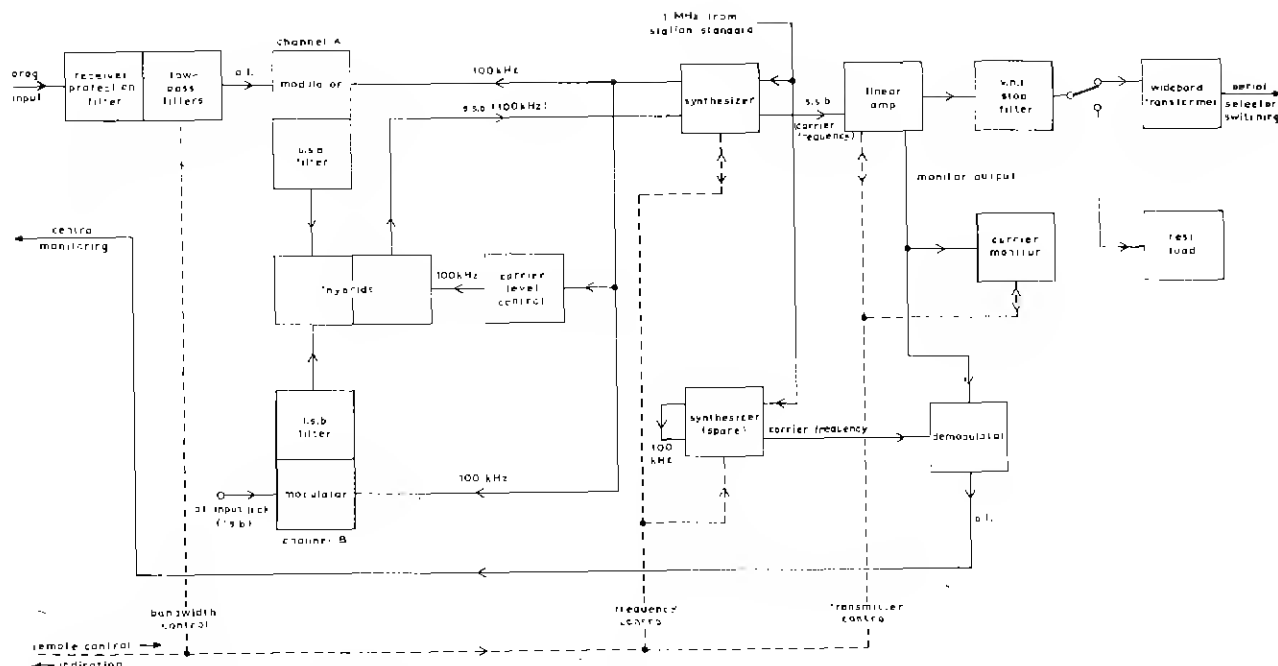 1 MHz from
station standard
channel A
prog
input
receiver
protection
filter
low-
pass
filters
a.f.
modulator
100kHz
s.s.b (100kHz)
u.s.b
filter
synthesizer
s.s.b
(carrier
frequency)
linear
amp
v.h.f
stop
filter
wideband
transformer
aerial
selector
switching
monitor output
central
monitoring
hybrids
100kHz
carrier
level
control
carrier
monitor
test
load
l.s.b
filter
modulator
a.f. input jack
(l.s.b)
channel B
100 kHz
synthesizer
(spare)
100
kHz
carrier frequency
demodulator
a.f.
bandwidth
control
frequency
control
transmitter
control
remote control
indication